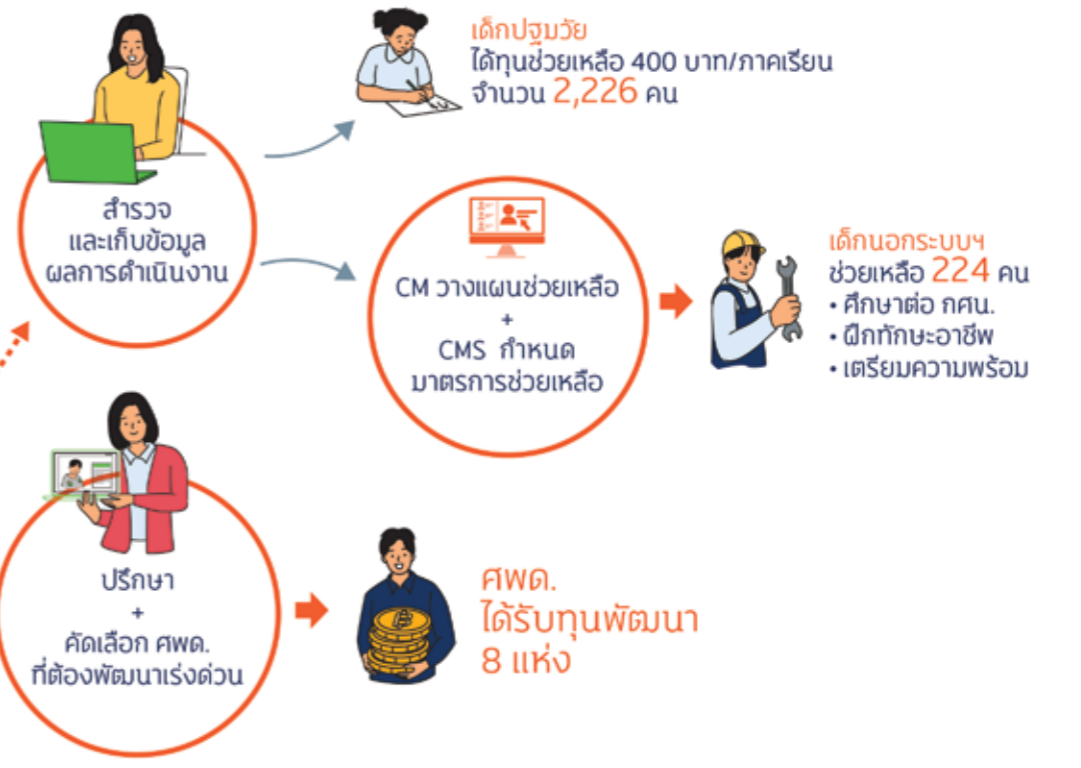 เด็กปฐมวัย
ได้ทุนช่วยเหลือ 400 บาท/ภาคเรียน
จำนวน 2,226 คน
สำรวจ
และเก็บข้อมูล
ผลการดำเนินงาน
CM วางแผนช่วยเหลือ
+
CMS กำหนด
มาตรการช่วยเหลือ
เด็กนอกระบบฯ
ช่วยเหลือ 224 คน
• ศึกษาต่อ กศน.
• ฝึกทักษะอาชีพ
• เตรียมความพร้อม
ปรึกษา
+
คัดเลือก ศพด.
ที่ต้องพัฒนาเร่งด่วน
ศพด.
ได้รับทุนพัฒนา
8 แห่ง